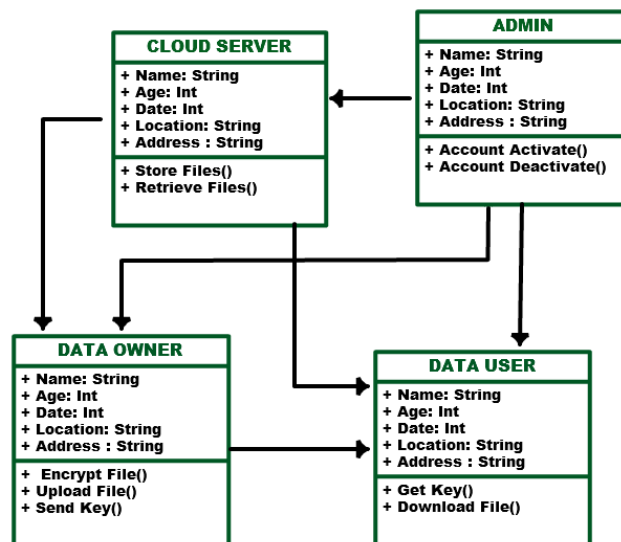 CLOUD SERVER
+ Name: String
+ Age: Int
+ Date: Int
+ Location: String
+ Address : String
+ Store Files()
+ Retrieve Files()
ADMIN
+ Name: String
+ Age: Int
+ Date: Int
+ Location: String
+ Address : String
+ Account Activate()
+ Account Deactivate()
DATA OWNER
+ Name: String
+ Age: Int
+ Date: Int
+ Location: String
+ Address : String
+ Encrypt File()
+ Upload File()
+ Send Key()
DATA USER
+ Name: String
+ Age: Int
+ Date: Int
+ Location: String
+ Address : String
+ Get Key()
+ Download File()